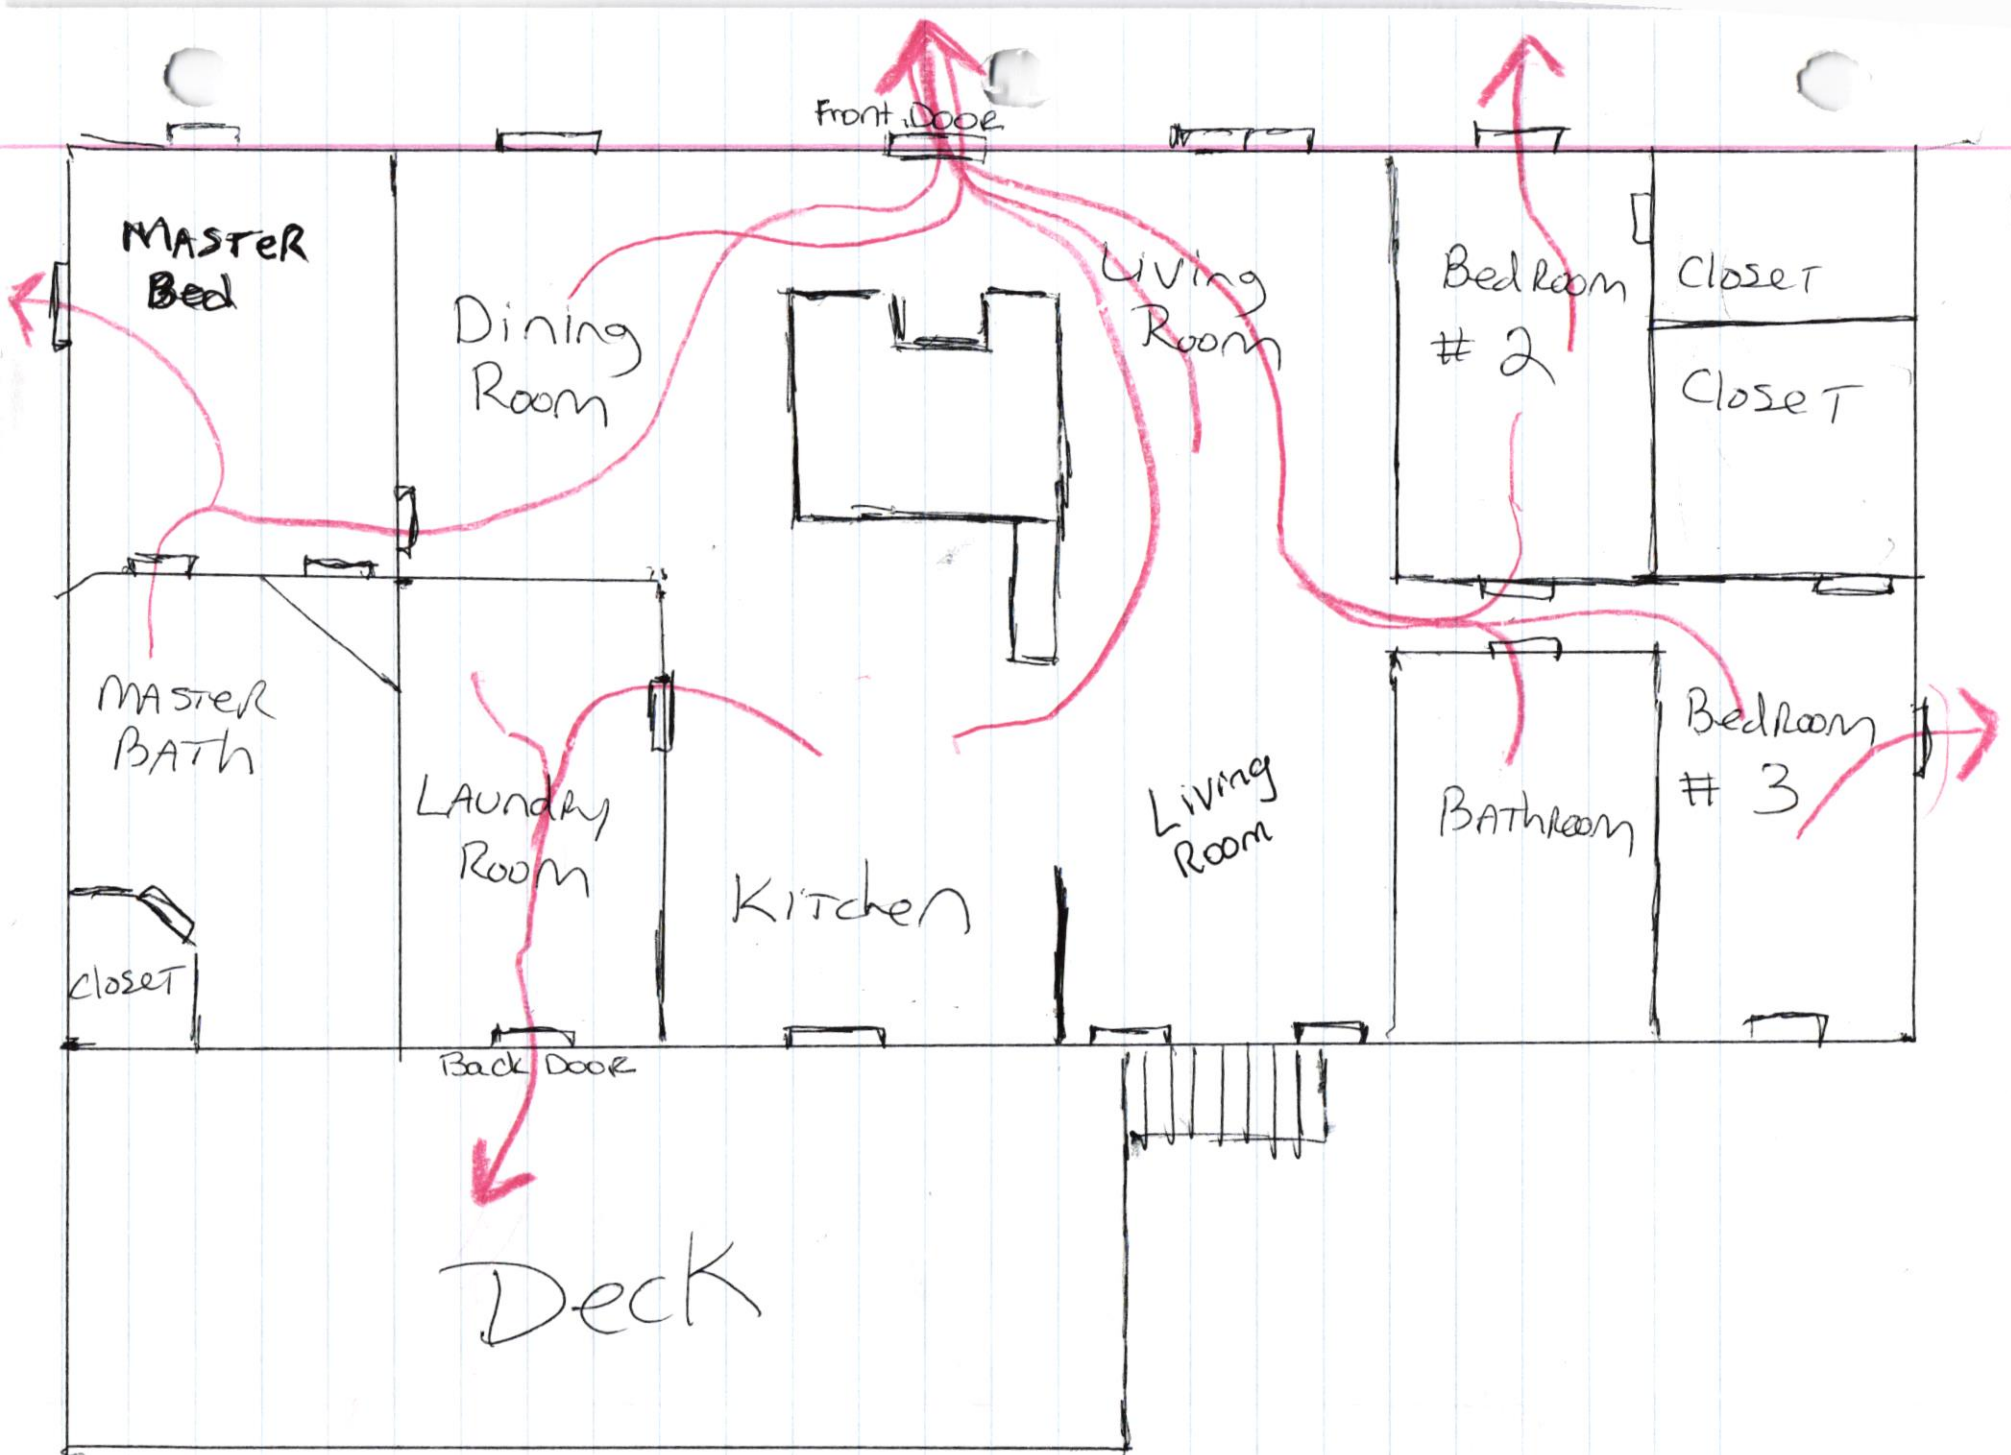 Front Door
MASTER
Bed
Dining
Room
Living
Room
BedRoom
# 2
Closet
Closet
MASTER
BATH
LAUNDRY
Room
Kitchen
Living
Room
BATHROOM
BedRoom
# 3
closet
Back Door
Deck